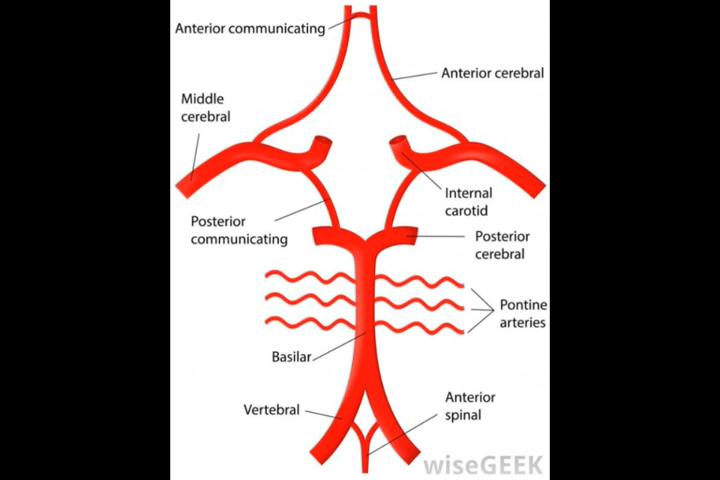 Anterior communicating
Anterior cerebral
Middle
cerebral
Internal
carotid
Posterior
communicating
Posterior
cerebral
Pontine
arteries
Basilar
Anterior
spinal
Vertebral
wiseGEEK